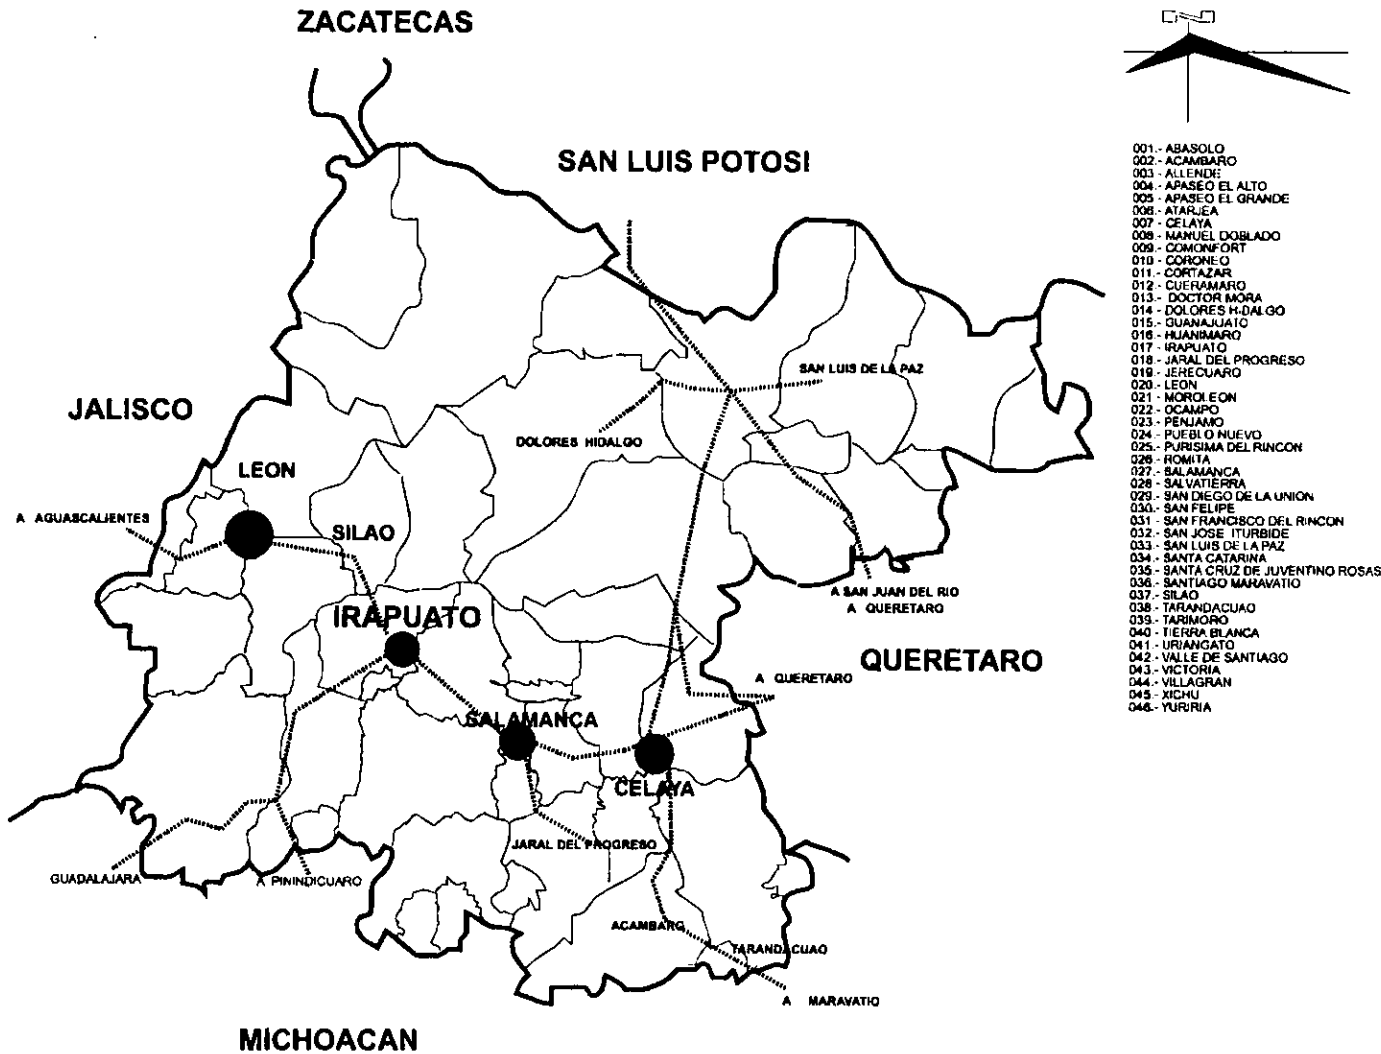 ZACATECAS
SAN LUIS POTOSI
JALISCO
SAN LUIS DE LA PAZ
DOLORES HIDALGO
LEON
A AGUASCALIENTES
SILAO
A SAN JUAN DEL RIO
A QUERETARO
IRAPUATO
QUERETARO
A QUERETARO
SALAMANCA
CELAYA
JARAL DEL PROGRESO
GUADALAJARA
A PININDICUARO
ACAMBARO
TARANDACUAO
A MARAVATIO
MICHOACAN
N
001.- ABASOLO
002.- ACAMBARO
003 - ALLENDE
004.- APASEO EL ALTO
005 - APASEO EL GRANDE
006.- ATARJEA
007 - CELAYA
008.- MANUEL DOBLADO
009.- COMONFORT
010 - CORONEO
011.- CORTAZAR
012 - CUERAMARO
013.- DOCTOR MORA
014 - DOLORES HIDALGO
015.- GUANAJUATO
016 - HUANIMARO
017 - IRAPUATO
018.- JARAL DEL PROGRESO
019.- JERECUARO
020.- LEON
021 - MOROLEON
022 - OCAMPO
023 - PENJAMO
024 - PUEBLO NUEVO
025.- PURISIMA DEL RINCON
026 - ROMITA
027.- SALAMANCA
028 - SALVATIERRA
029.- SAN DIEGO DE LA UNION
030.- SAN FELIPE
031 - SAN FRANCISCO DEL RINCON
032.- SAN JOSE ITURBIDE
033.- SAN LUIS DE LA PAZ
034.- SANTA CATARINA
035- SANTA CRUZ DE JUVENTINO ROSAS
036.- SANTIAGO MARAVATIO
037.- SILAO
038 - TARANDACUAO
039.- TARIMORO
040 - TIERRA BLANCA
041.- URIANGATO
042 - VALLE DE SANTIAGO
043.- VICTORIA
044.- VILLAGRAN
045.- XICHU
046.- YURIRIA